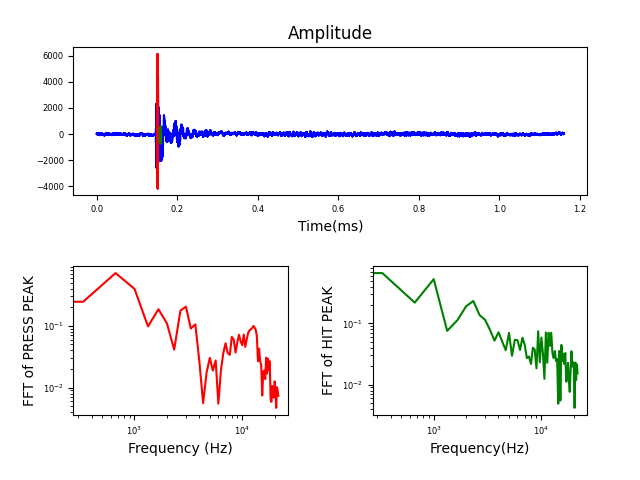 Amplitude
6000
4000
2000
0
−2000
−4000
0.0 0.2 0.4 0.6 0.8 1.0 1.2
Time(ms)
FFT of PRESS PEAK
10⁻¹
10⁻²
10³ 10⁴
Frequency (Hz)
FFT of HIT PEAK
10⁻¹
10⁻²
10³ 10⁴
Frequency(Hz)